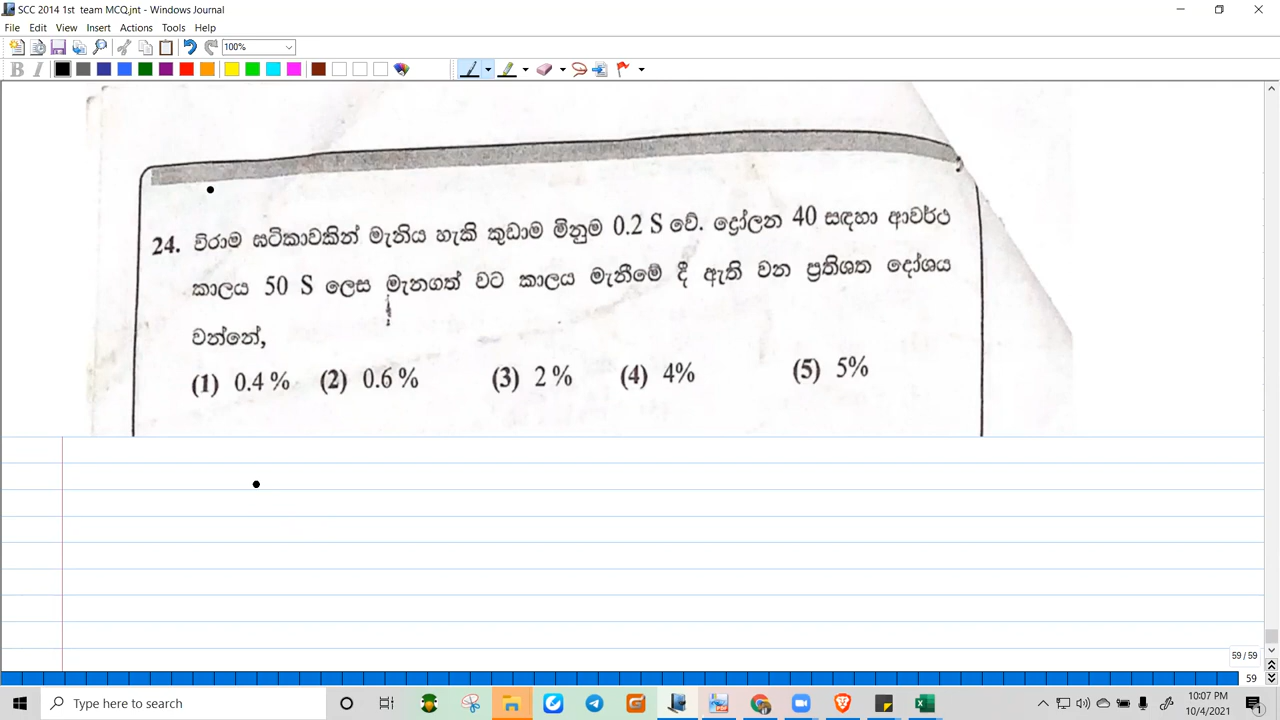 SCC 2014 1st team MCQ.jnt - Windows Journal
File Edit View Insert Actions Tools Help
100%
B I
24. විරාම ඝටිකාවකින් මැනිය හැකි කුඩාම මිනුම 0.2 S වේ. ද්‍රෝලන 40 සඳහා ආවර්ථ
කාලය 50 S ලෙස මැනගත් විට කාලය මැනීමේ දී ඇති වන ප්‍රතිශත දෝශය
වන්නේ,
(1) 0.4 % (2) 0.6 % (3) 2 % (4) 4% (5) 5%
59 / 59
59
Type here to search
10:07 PM
10/4/2021
1